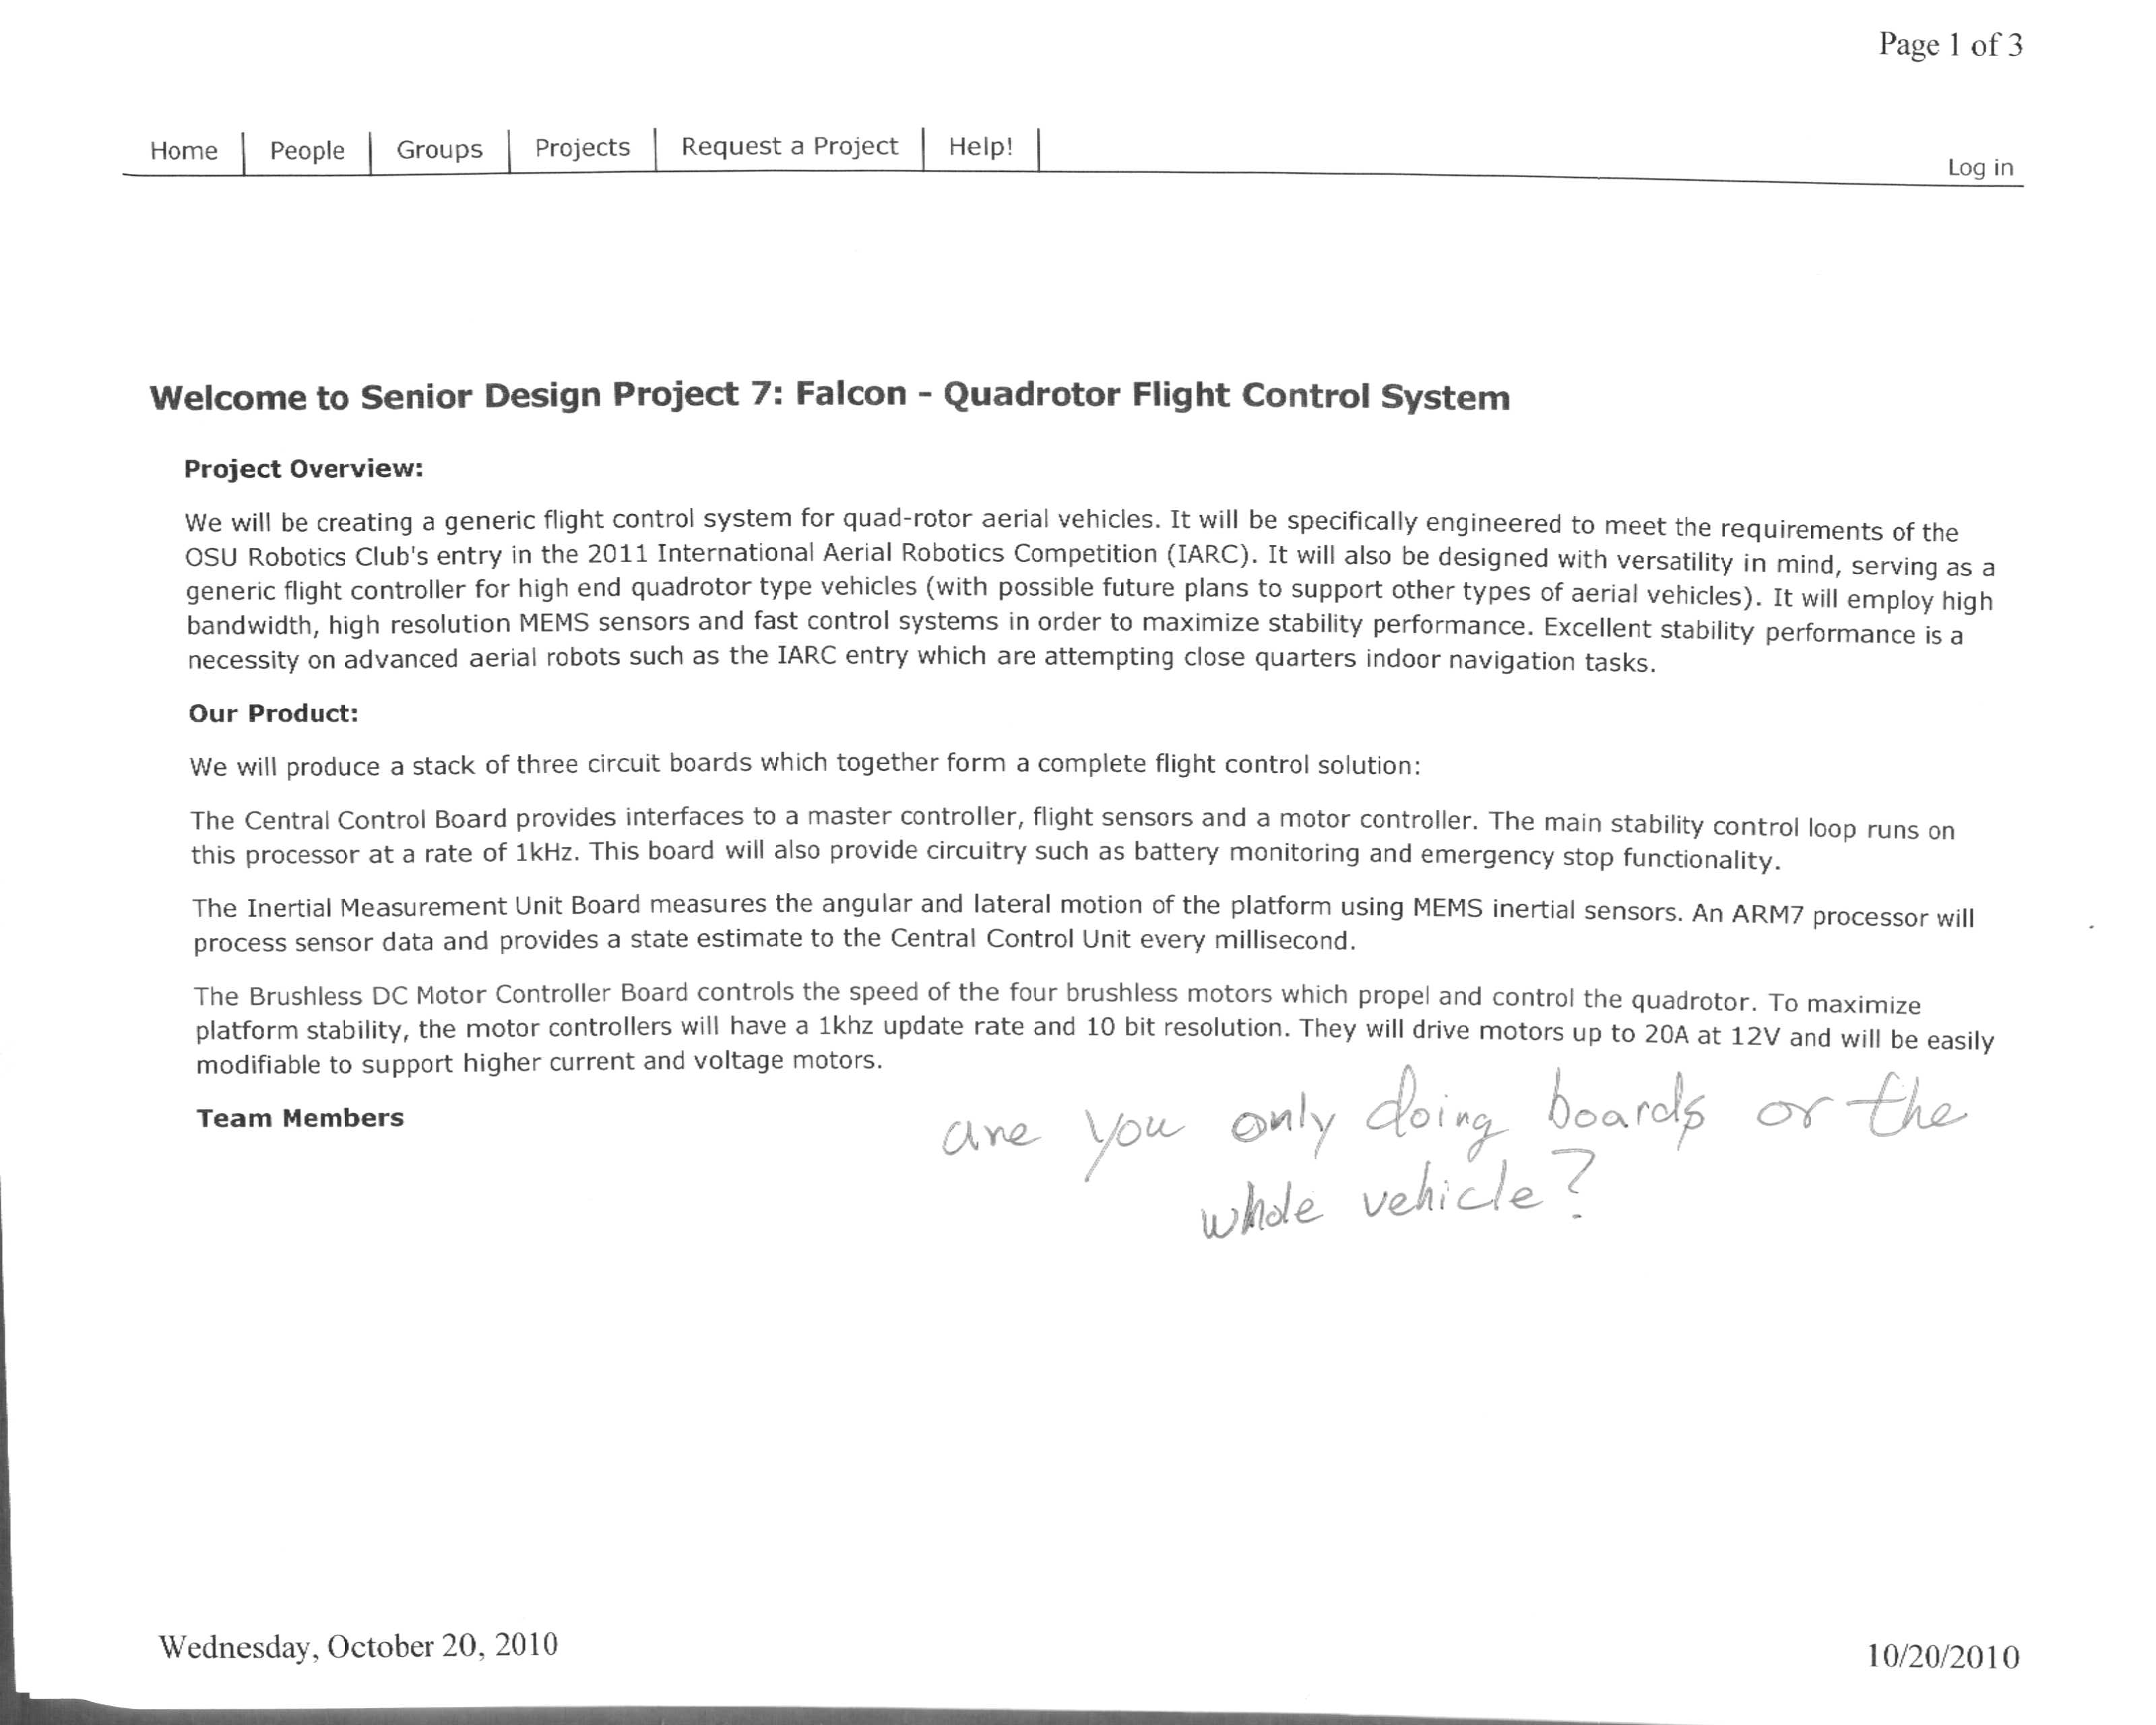 Page 1 of 3
Home People Groups Projects Request a Project Help!
Log in
Welcome to Senior Design Project 7: Falcon - Quadrotor Flight Control System
Project Overview:
We will be creating a generic flight control system for quad-rotor aerial vehicles. It will be specifically engineered to meet the requirements of the
OSU Robotics Club's entry in the 2011 International Aerial Robotics Competition (IARC). It will also be designed with versatility in mind, serving as a
generic flight controller for high end quadrotor type vehicles (with possible future plans to support other types of aerial vehicles). It will employ high
bandwidth, high resolution MEMS sensors and fast control systems in order to maximize stability performance. Excellent stability performance is a
necessity on advanced aerial robots such as the IARC entry which are attempting close quarters indoor navigation tasks.
Our Product:
We will produce a stack of three circuit boards which together form a complete flight control solution:
The Central Control Board provides interfaces to a master controller, flight sensors and a motor controller. The main stability control loop runs on
this processor at a rate of 1kHz. This board will also provide circuitry such as battery monitoring and emergency stop functionality.
The Inertial Measurement Unit Board measures the angular and lateral motion of the platform using MEMS inertial sensors. An ARM7 processor will
process sensor data and provides a state estimate to the Central Control Unit every millisecond.
The Brushless DC Motor Controller Board controls the speed of the four brushless motors which propel and control the quadrotor. To maximize
platform stability, the motor controllers will have a 1khz update rate and 10 bit resolution. They will drive motors up to 20A at 12V and will be easily
modifiable to support higher current and voltage motors.
Team Members
are you only doing boards or the
whole vehicle?
Wednesday, October 20, 2010
10/20/2010